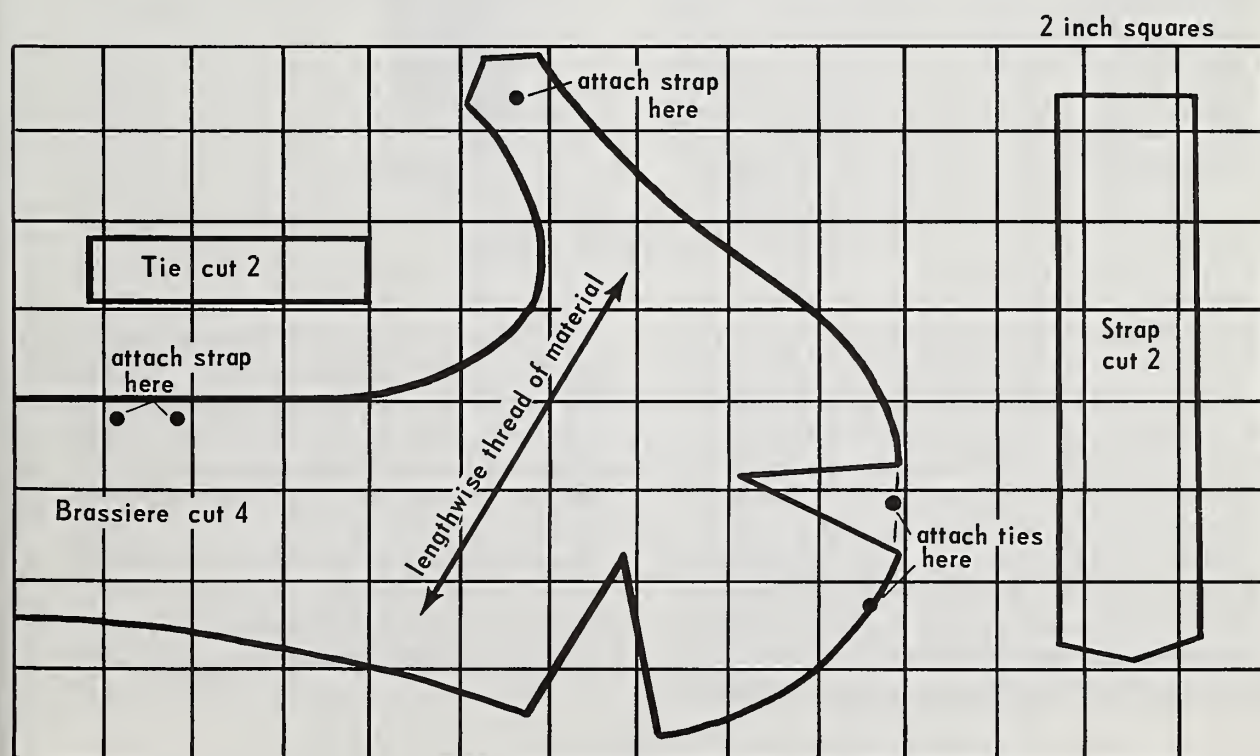 2 inch squares
attach strap
here
Tie cut 2
attach strap
here
lengthwise thread of material
Strap
cut 2
Brassiere cut 4
attach ties
here